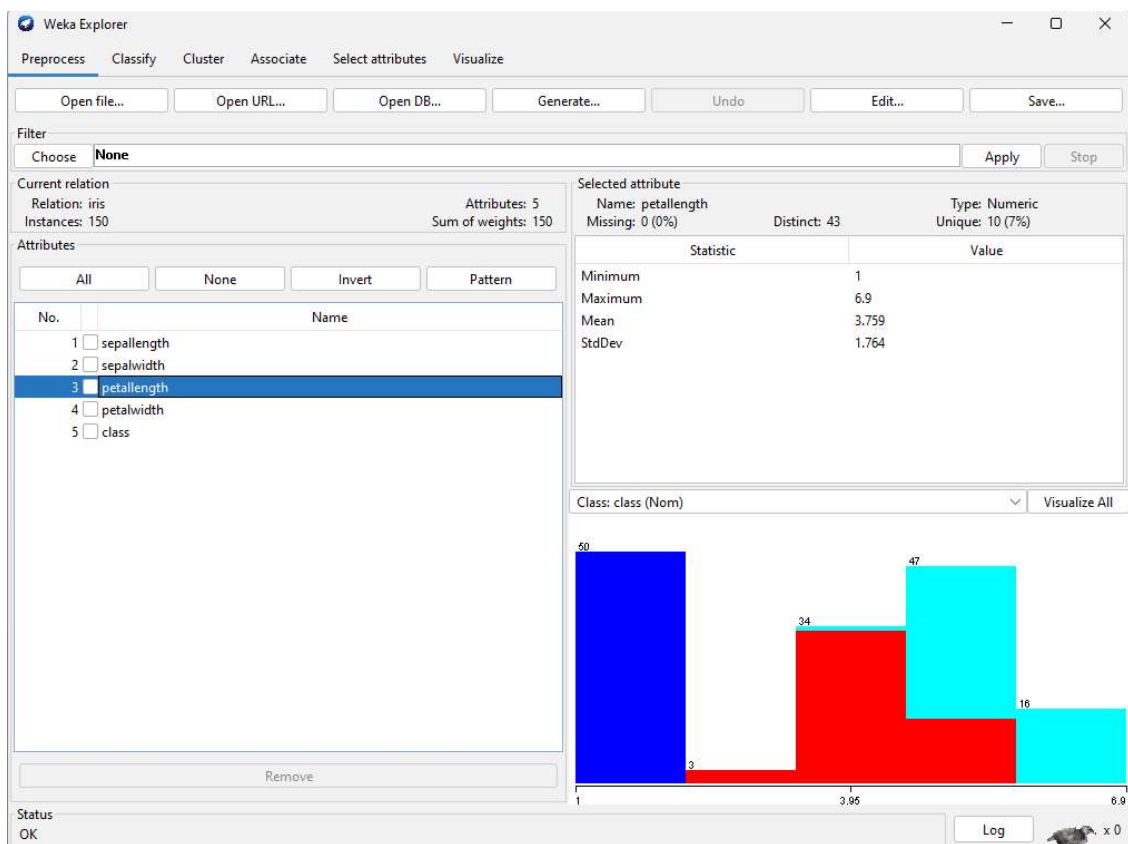 Weka Explorer
Preprocess Classify Cluster Associate Select attributes Visualize
Open file... Open URL... Open DB... Generate... Undo Edit... Save...
Filter
Choose None Apply Stop
Current relation
Relation: iris Attributes: 5
Instances: 150 Sum of weights: 150
Attributes
All None Invert Pattern
No. Name
1 sepallength
2 sepalwidth
3 petallength
4 petalwidth
5 class
Remove
Selected attribute
Name: petallength Type: Numeric
Missing: 0 (0%) Distinct: 43 Unique: 10 (7%)
Statistic Value
Minimum 1
Maximum 6.9
Mean 3.759
StdDev 1.764
Class: class (Nom) Visualize All
50
47
34
16
3
1 3.95 6.9
Status
OK Log x 0